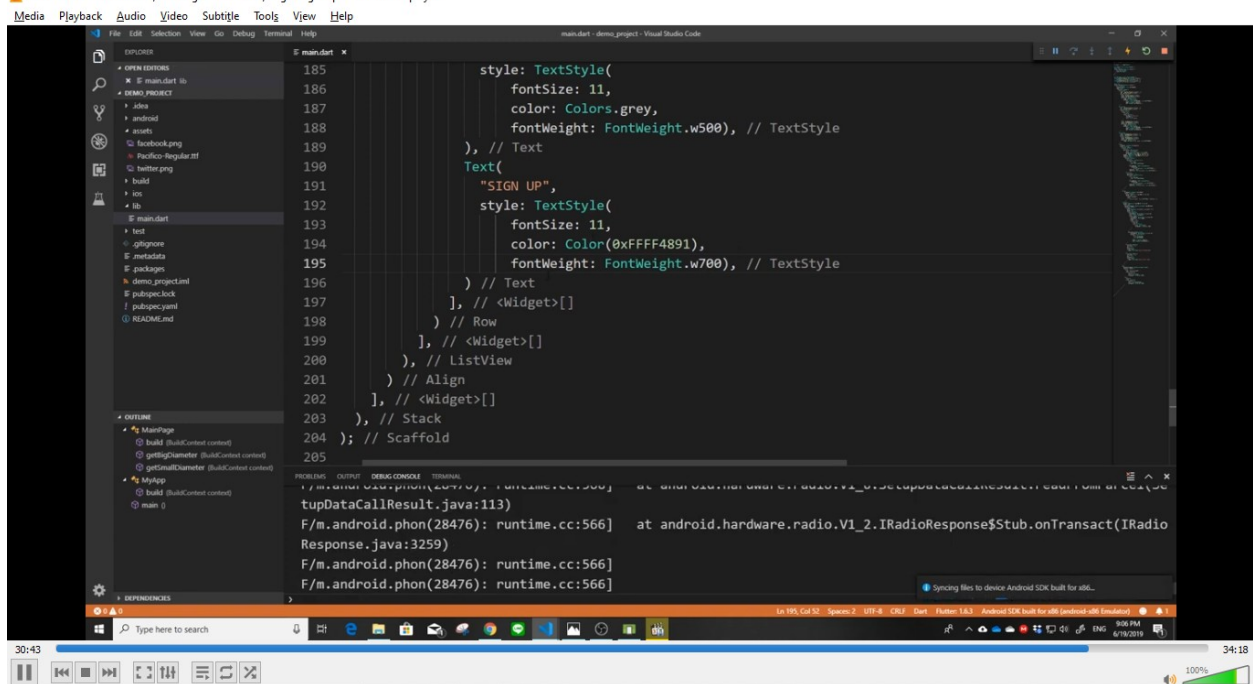 Media Playback Audio Video Subtitle Tools View Help
File Edit Selection View Go Debug Terminal Help
main.dart - demo_project - Visual Studio Code
EXPLORER
OPEN EDITORS
main.dart lib
DEMO_PROJECT
.idea
android
assets
facebook.png
Pacifico-Regular.ttf
twitter.png
build
ios
lib
main.dart
test
.gitignore
.metadata
.packages
demo_project.iml
pubspec.lock
pubspec.yaml
README.md
OUTLINE
MainPage
build (BuildContext context)
getBigDiameter (BuildContext context)
getSmallDiameter (BuildContext context)
MyApp
build (BuildContext context)
main ()
DEPENDENCIES
main.dart
185 style: TextStyle(
186 fontSize: 11,
187 color: Colors.grey,
188 fontWeight: FontWeight.w500), // TextStyle
189 ), // Text
190 Text(
191 "SIGN UP",
192 style: TextStyle(
193 fontSize: 11,
194 color: Color(0xFFFF4891),
195 fontWeight: FontWeight.w700), // TextStyle
196 ) // Text
197 ], // <Widget>[]
198 ) // Row
199 ], // <Widget>[]
200 ), // ListView
201 ) // Align
202 ], // <Widget>[]
203 ), // Stack
204 ); // Scaffold
205
PROBLEMS OUTPUT DEBUG CONSOLE TERMINAL
tupDataCallResult.java:113)
F/m.android.phon(28476): runtime.cc:566] at android.hardware.radio.V1_2.IRadioResponse$Stub.onTransact(IRadio
Response.java:3259)
F/m.android.phon(28476): runtime.cc:566]
F/m.android.phon(28476): runtime.cc:566]
Syncing files to device Android SDK built for x86...
0 0
Ln 195, Col 52 Spaces: 2 UTF-8 CRLF Dart Flutter: 1.6.3 Android SDK built for x86 (android-x86 Emulator) 1
Type here to search
ENG
9:06 PM
6/19/2019
30:43
34:18
100%